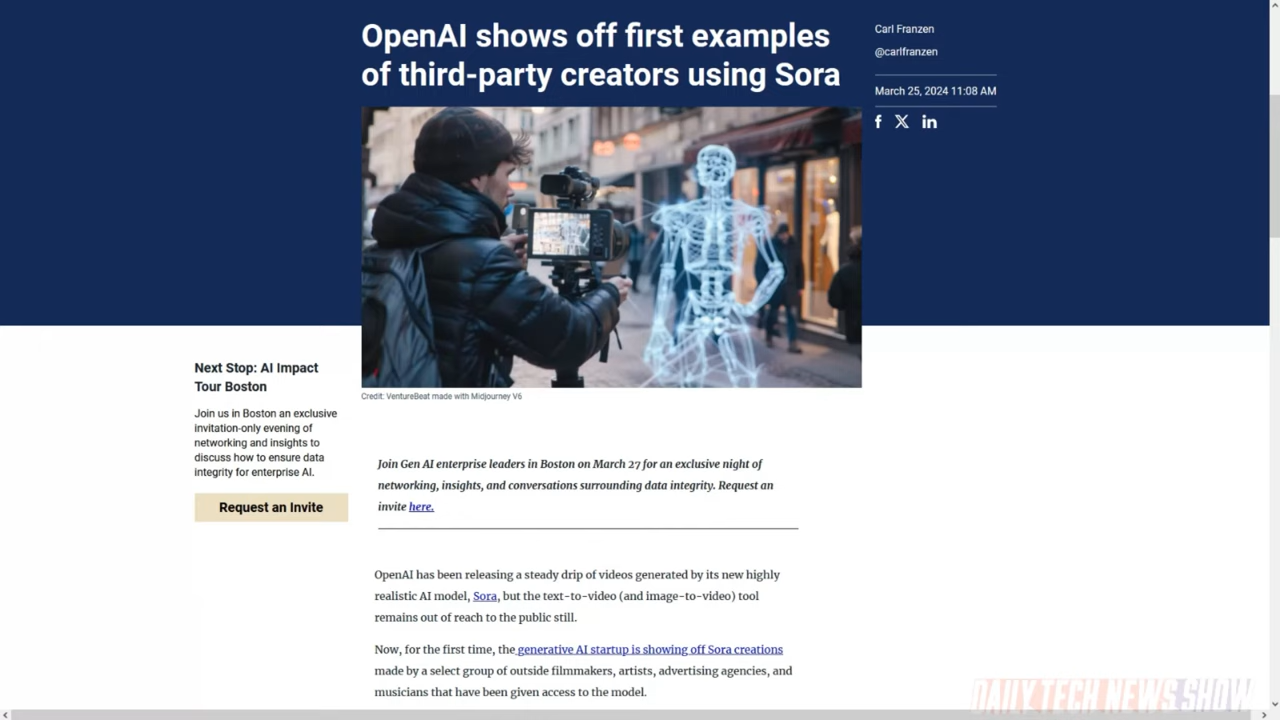 OpenAI shows off first examples
of third-party creators using Sora
Carl Franzen
@carlfranzen
March 25, 2024 11:08 AM
Credit: VentureBeat made with Midjourney V6
Next Stop: AI Impact
Tour Boston
Join us in Boston an exclusive
invitation-only evening of
networking and insights to
discuss how to ensure data
integrity for enterprise AI.
Request an Invite
Join Gen AI enterprise leaders in Boston on March 27 for an exclusive night of
networking, insights, and conversations surrounding data integrity. Request an
invite here.
OpenAI has been releasing a steady drip of videos generated by its new highly
realistic AI model, Sora, but the text-to-video (and image-to-video) tool
remains out of reach to the public still.
Now, for the first time, the generative AI startup is showing off Sora creations
made by a select group of outside filmmakers, artists, advertising agencies, and
musicians that have been given access to the model.
DAILY TECH NEWS SHOW